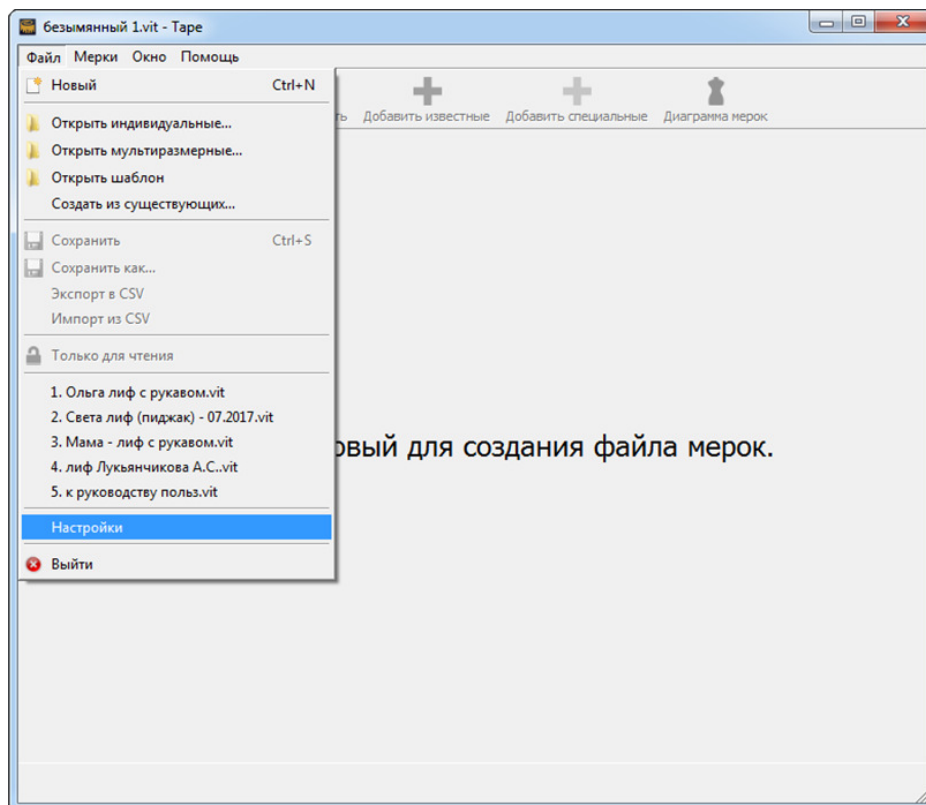 безымянный 1.vit - Tape
Файл Мерки Окно Помощь
Новый Ctrl+N
Добавить известные Добавить специальные Диаграмма мерок
Открыть индивидуальные...
Открыть мультиразмерные...
Открыть шаблон
Создать из существующих...
Сохранить Ctrl+S
Сохранить как...
Экспорт в CSV
Импорт из CSV
Только для чтения
1. Ольга лиф с рукавом.vit
2. Света лиф (пиджак) - 07.2017.vit
3. Мама - лиф с рукавом.vit
для создания файла мерок.
4. лиф Лукьянчикова А.С..vit
5. к руководству польз.vit
Настройки
Выйти